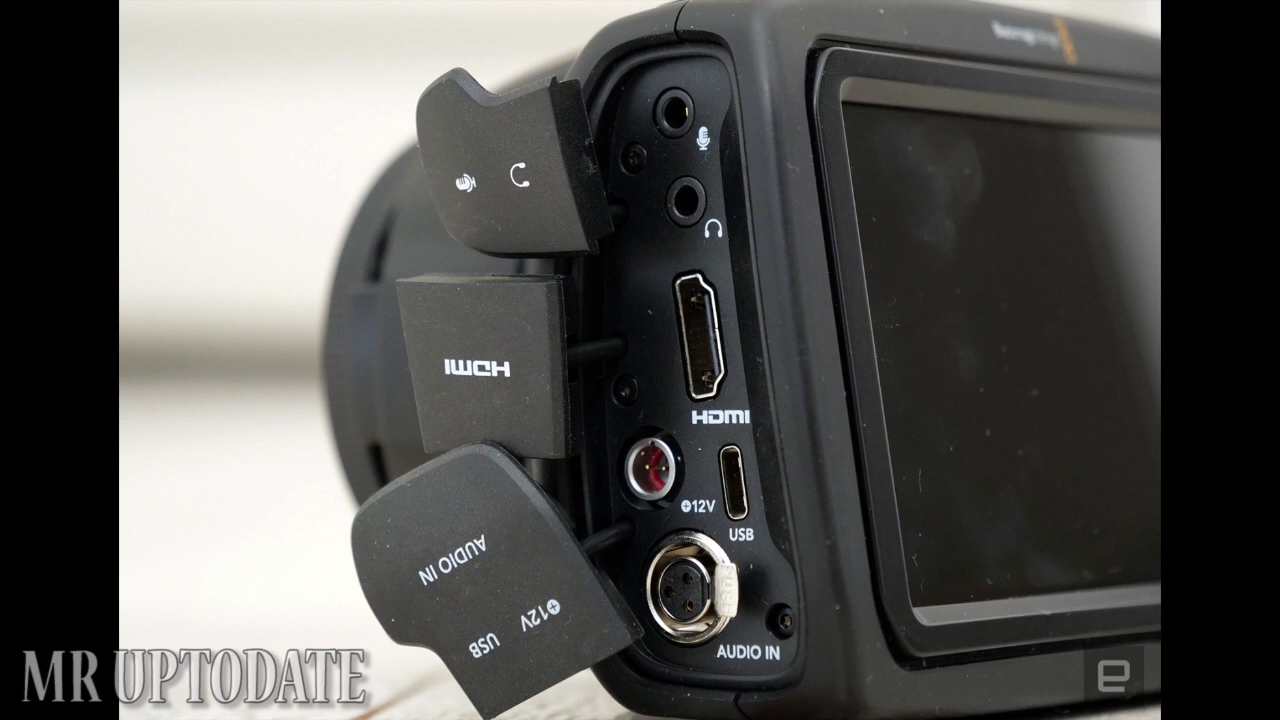 HDMI
HDMI
+12V
USB
AUDIO IN
AUDIO IN
+12V
USB
MR UPTODATE
e